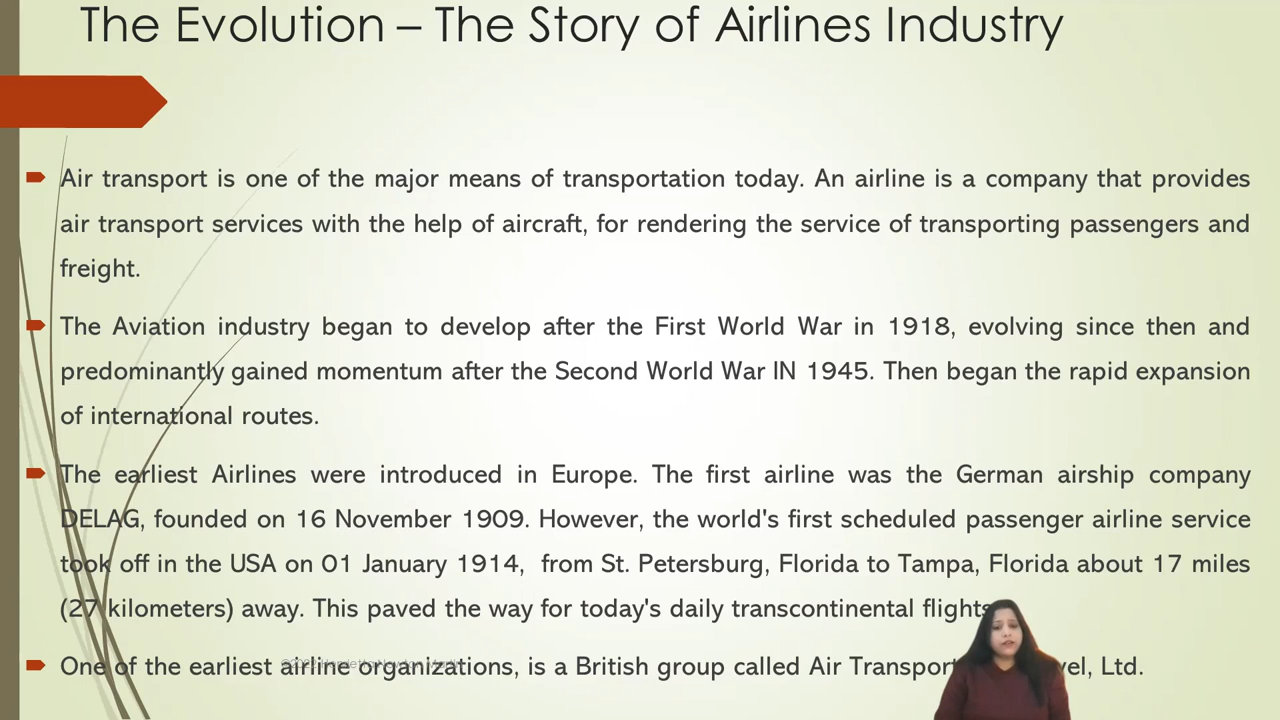 The Evolution – The Story of Airlines Industry
Air transport is one of the major means of transportation today. An airline is a company that provides
air transport services with the help of aircraft, for rendering the service of transporting passengers and
freight.
The Aviation industry began to develop after the First World War in 1918, evolving since then and
predominantly gained momentum after the Second World War IN 1945. Then began the rapid expansion
of international routes.
The earliest Airlines were introduced in Europe. The first airline was the German airship company
DELAG, founded on 16 November 1909. However, the world's first scheduled passenger airline service
took off in the USA on 01 January 1914, from St. Petersburg, Florida to Tampa, Florida about 17 miles
(27 kilometers) away. This paved the way for today's daily transcontinental flights
One of the earliest airline organizations, is a British group called Air Transport Ltd.